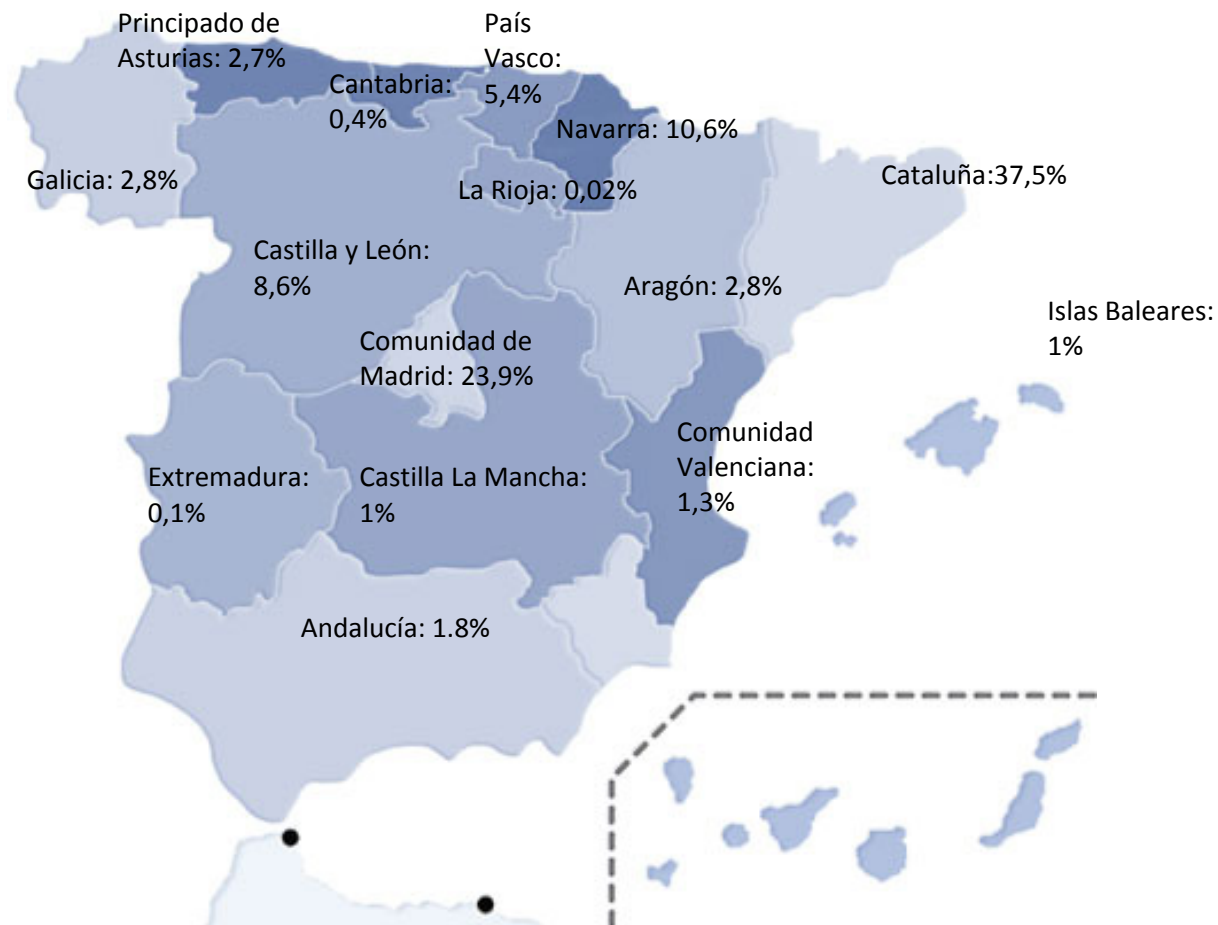 Principado de
Asturias: 2,7%
País
Vasco:
5,4%
Cantabria:
0,4%
Navarra: 10,6%
Galicia: 2,8%
La Rioja: 0,02%
Cataluña:37,5%
Castilla y León:
8,6%
Aragón: 2,8%
Islas Baleares:
1%
Comunidad de
Madrid: 23,9%
Comunidad
Valenciana:
1,3%
Extremadura:
0,1%
Castilla La Mancha:
1%
Andalucía: 1.8%